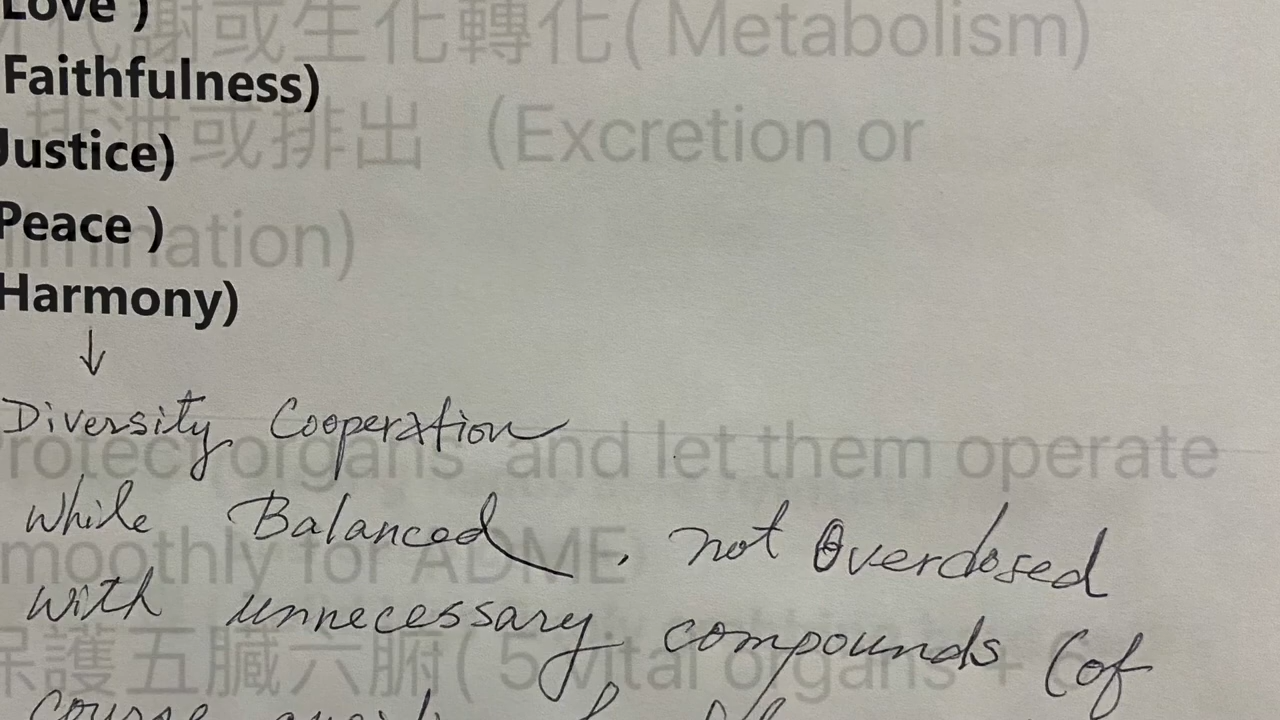 Love )
謝或生化轉化( Metabolism)
Faithfulness)
排泄或排出 (Excretion or
Justice)
Peace )
mination)
Harmony)
↓
Diversity Cooperation
rotect organs and let them operate
while Balanced, not Overdosed
moothly for ADME
with unnecessary compounds (of
保護五臟六腑( 5 vital organs + 6
course